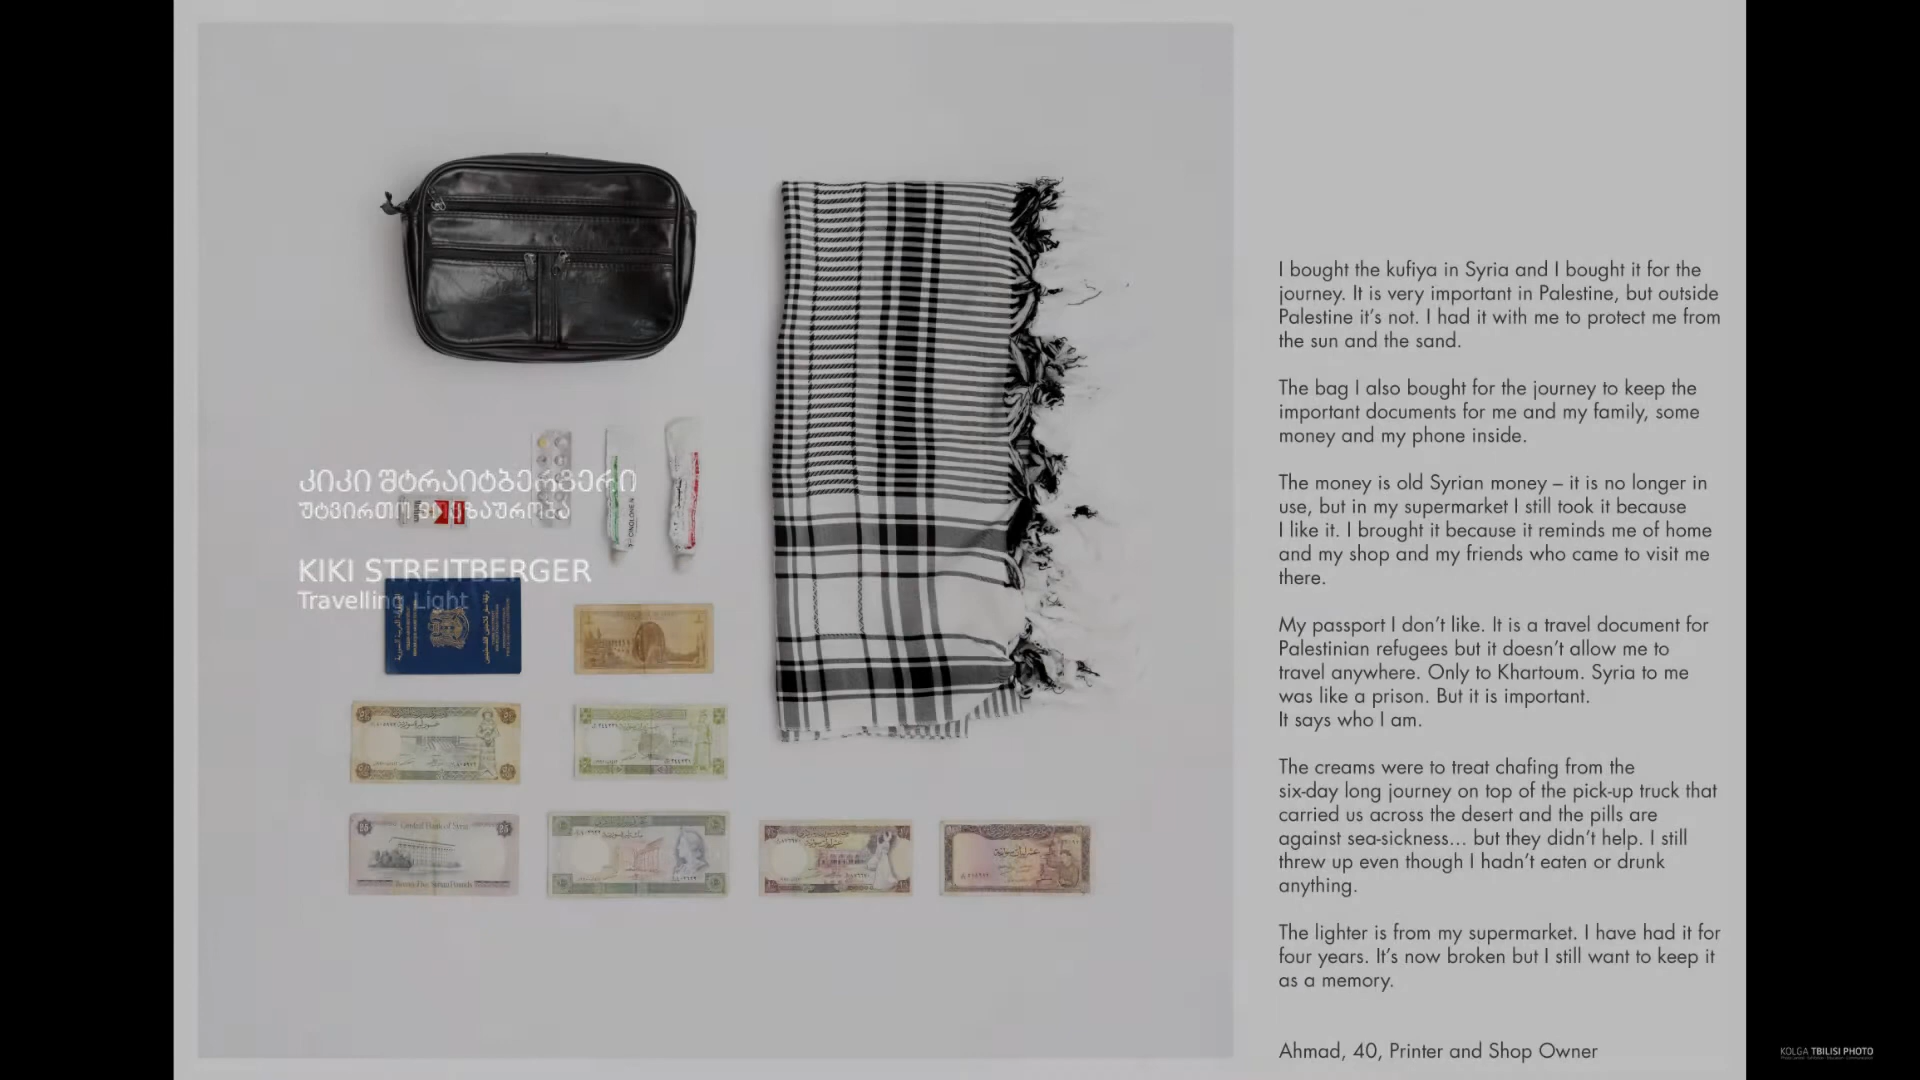 კიკი შტრაიტბერგერი
უტვირთო მოგზაურობა
KIKI STREITBERGER
Travelling Light
Central Bank of Syria
I bought the kufiya in Syria and I bought it for the
journey. It is very important in Palestine, but outside
Palestine it’s not. I had it with me to protect me from
the sun and the sand.
The bag I also bought for the journey to keep the
important documents for me and my family, some
money and my phone inside.
The money is old Syrian money – it is no longer in
use, but in my supermarket I still took it because
I like it. I brought it because it reminds me of home
and my shop and my friends who came to visit me
there.
My passport I don’t like. It is a travel document for
Palestinian refugees but it doesn’t allow me to
travel anywhere. Only to Khartoum. Syria to me
was like a prison. But it is important.
It says who I am.
The creams were to treat chafing from the
six-day long journey on top of the pick-up truck that
carried us across the desert and the pills are
against sea-sickness... but they didn’t help. I still
threw up even though I hadn’t eaten or drunk
anything.
The lighter is from my supermarket. I have had it for
four years. It’s now broken but I still want to keep it
as a memory.
Ahmad, 40, Printer and Shop Owner
KOLGA TBILISI PHOTO